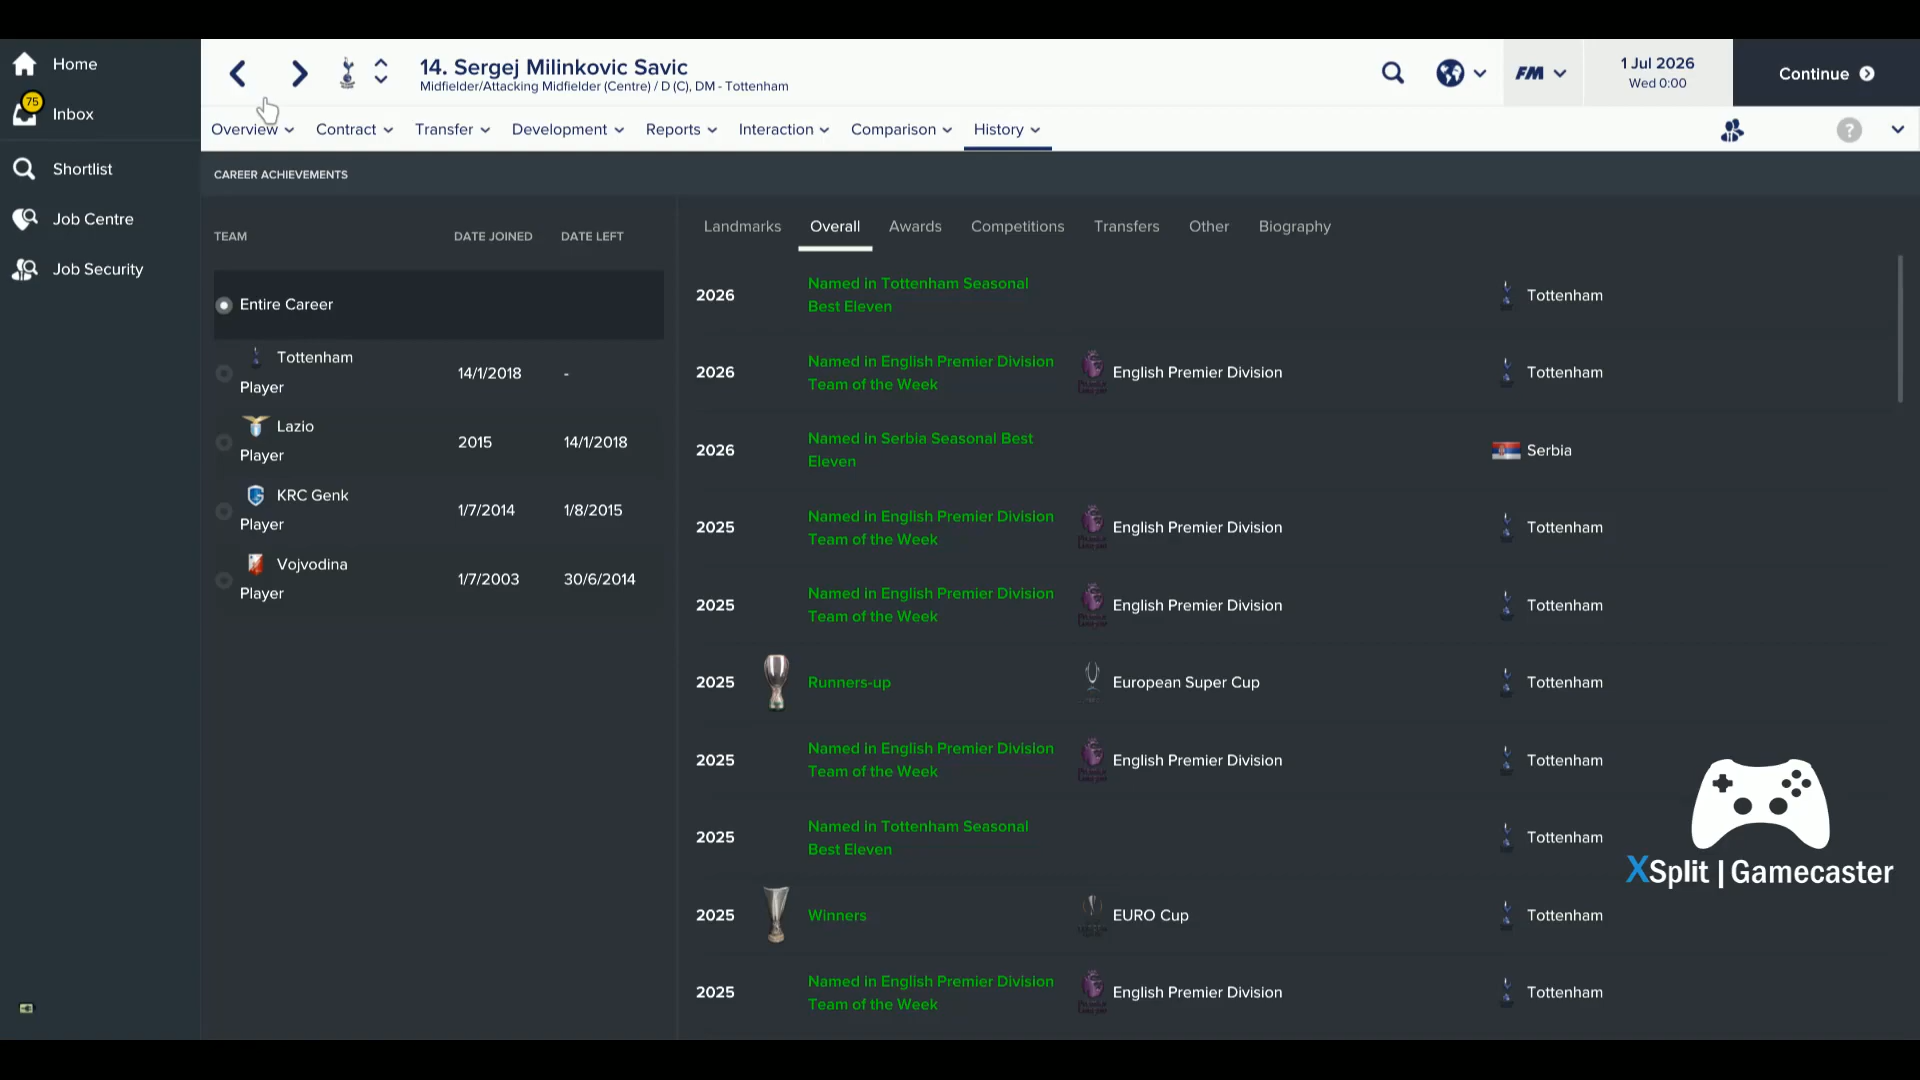 Home
75
Inbox
Shortlist
Job Centre
Job Security
14. Sergej Milinkovic Savic
Midfielder/Attacking Midfielder (Centre) / D (C), DM - Tottenham
FM
1 Jul 2026
Wed 0:00
Continue
Overview
Contract
Transfer
Development
Reports
Interaction
Comparison
History
?
CAREER ACHIEVEMENTS
TEAM DATE JOINED DATE LEFT
Entire Career
Tottenham
Player
14/1/2018 -
Lazio
Player
2015 14/1/2018
KRC Genk
Player
1/7/2014 1/8/2015
Vojvodina
Player
1/7/2003 30/6/2014
Landmarks Overall Awards Competitions Transfers Other Biography
2026
Named in Tottenham Seasonal
Best Eleven
Tottenham
2026
Named in English Premier Division
Team of the Week
English Premier Division
Tottenham
2026
Named in Serbia Seasonal Best
Eleven
Serbia
2025
Named in English Premier Division
Team of the Week
English Premier Division
Tottenham
2025
Named in English Premier Division
Team of the Week
English Premier Division
Tottenham
2025
Runners-up
European Super Cup
Tottenham
2025
Named in English Premier Division
Team of the Week
English Premier Division
Tottenham
2025
Named in Tottenham Seasonal
Best Eleven
Tottenham
2025
Winners
EURO Cup
Tottenham
2025
Named in English Premier Division
Team of the Week
English Premier Division
Tottenham
XSplit | Gamecaster